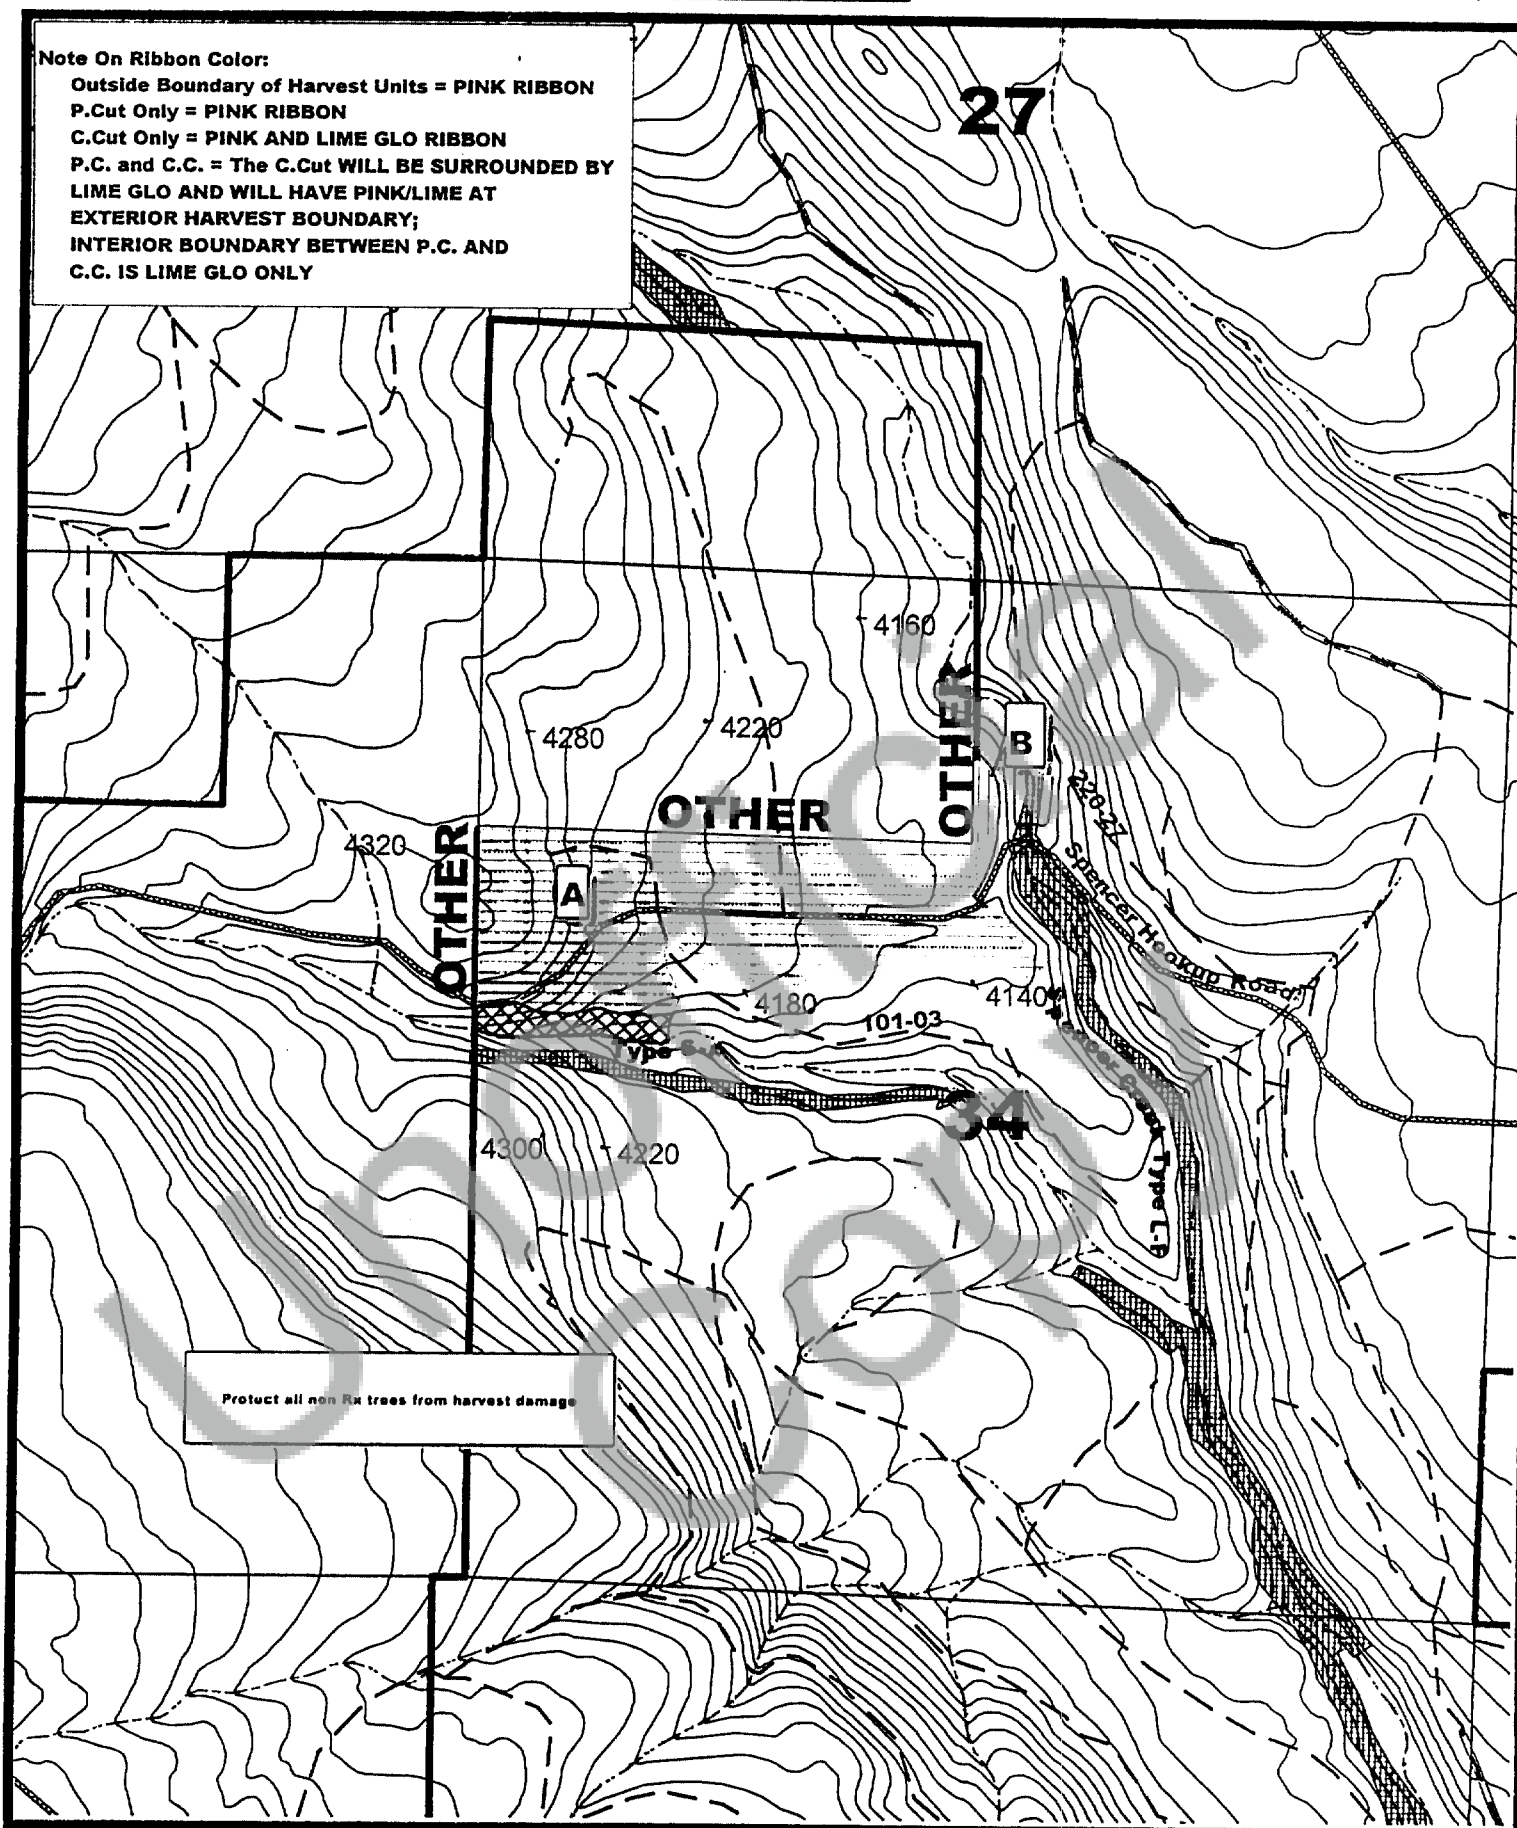 Note On Ribbon Color:
Outside Boundary of Harvest Units = PINK RIBBON
P.Cut Only = PINK RIBBON
C.Cut Only = PINK AND LIME GLO RIBBON
P.C. and C.C. = The C.Cut WILL BE SURROUNDED BY
LIME GLO AND WILL HAVE PINK/LIME AT
EXTERIOR HARVEST BOUNDARY;
INTERIOR BOUNDARY BETWEEN P.C. AND
C.C. IS LIME GLO ONLY
27
4160
4280
4220
OTHER
B
220-27
OTHER
4320
OTHER
A
Spencer Hookup Road
4180
4140
101-03
Type
Spencer Creek Type L-F
34
4300
4220
Protuct all non Rx trees from harvest damage
Unofficial
Copy